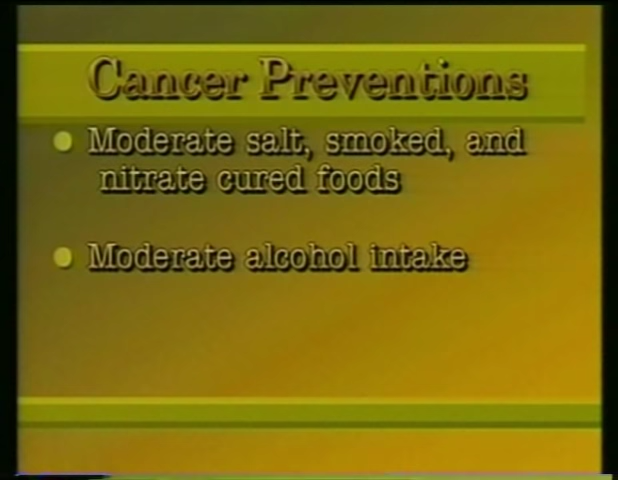 Cancer Preventions
Moderate salt, smoked, and
nitrate cured foods
Moderate alcohol intake